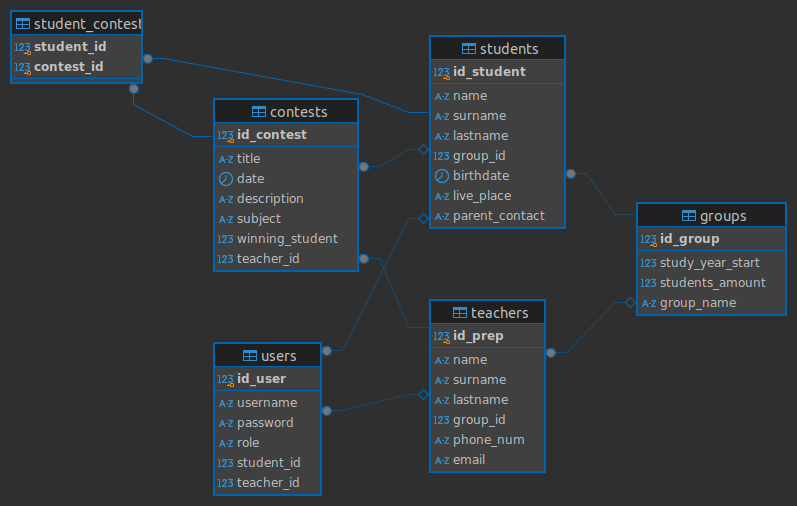 student_contest
123 student_id
123 contest_id
students
123 id_student
A-Z name
A-Z surname
A-Z lastname
123 group_id
birthdate
A-Z live_place
A-Z parent_contact
contests
123 id_contest
A-Z title
date
A-Z description
A-Z subject
123 winning_student
123 teacher_id
groups
123 id_group
123 study_year_start
123 students_amount
A-Z group_name
teachers
123 id_prep
A-Z name
A-Z surname
A-Z lastname
123 group_id
A-Z phone_num
A-Z email
users
123 id_user
A-Z username
A-Z password
A-Z role
123 student_id
123 teacher_id